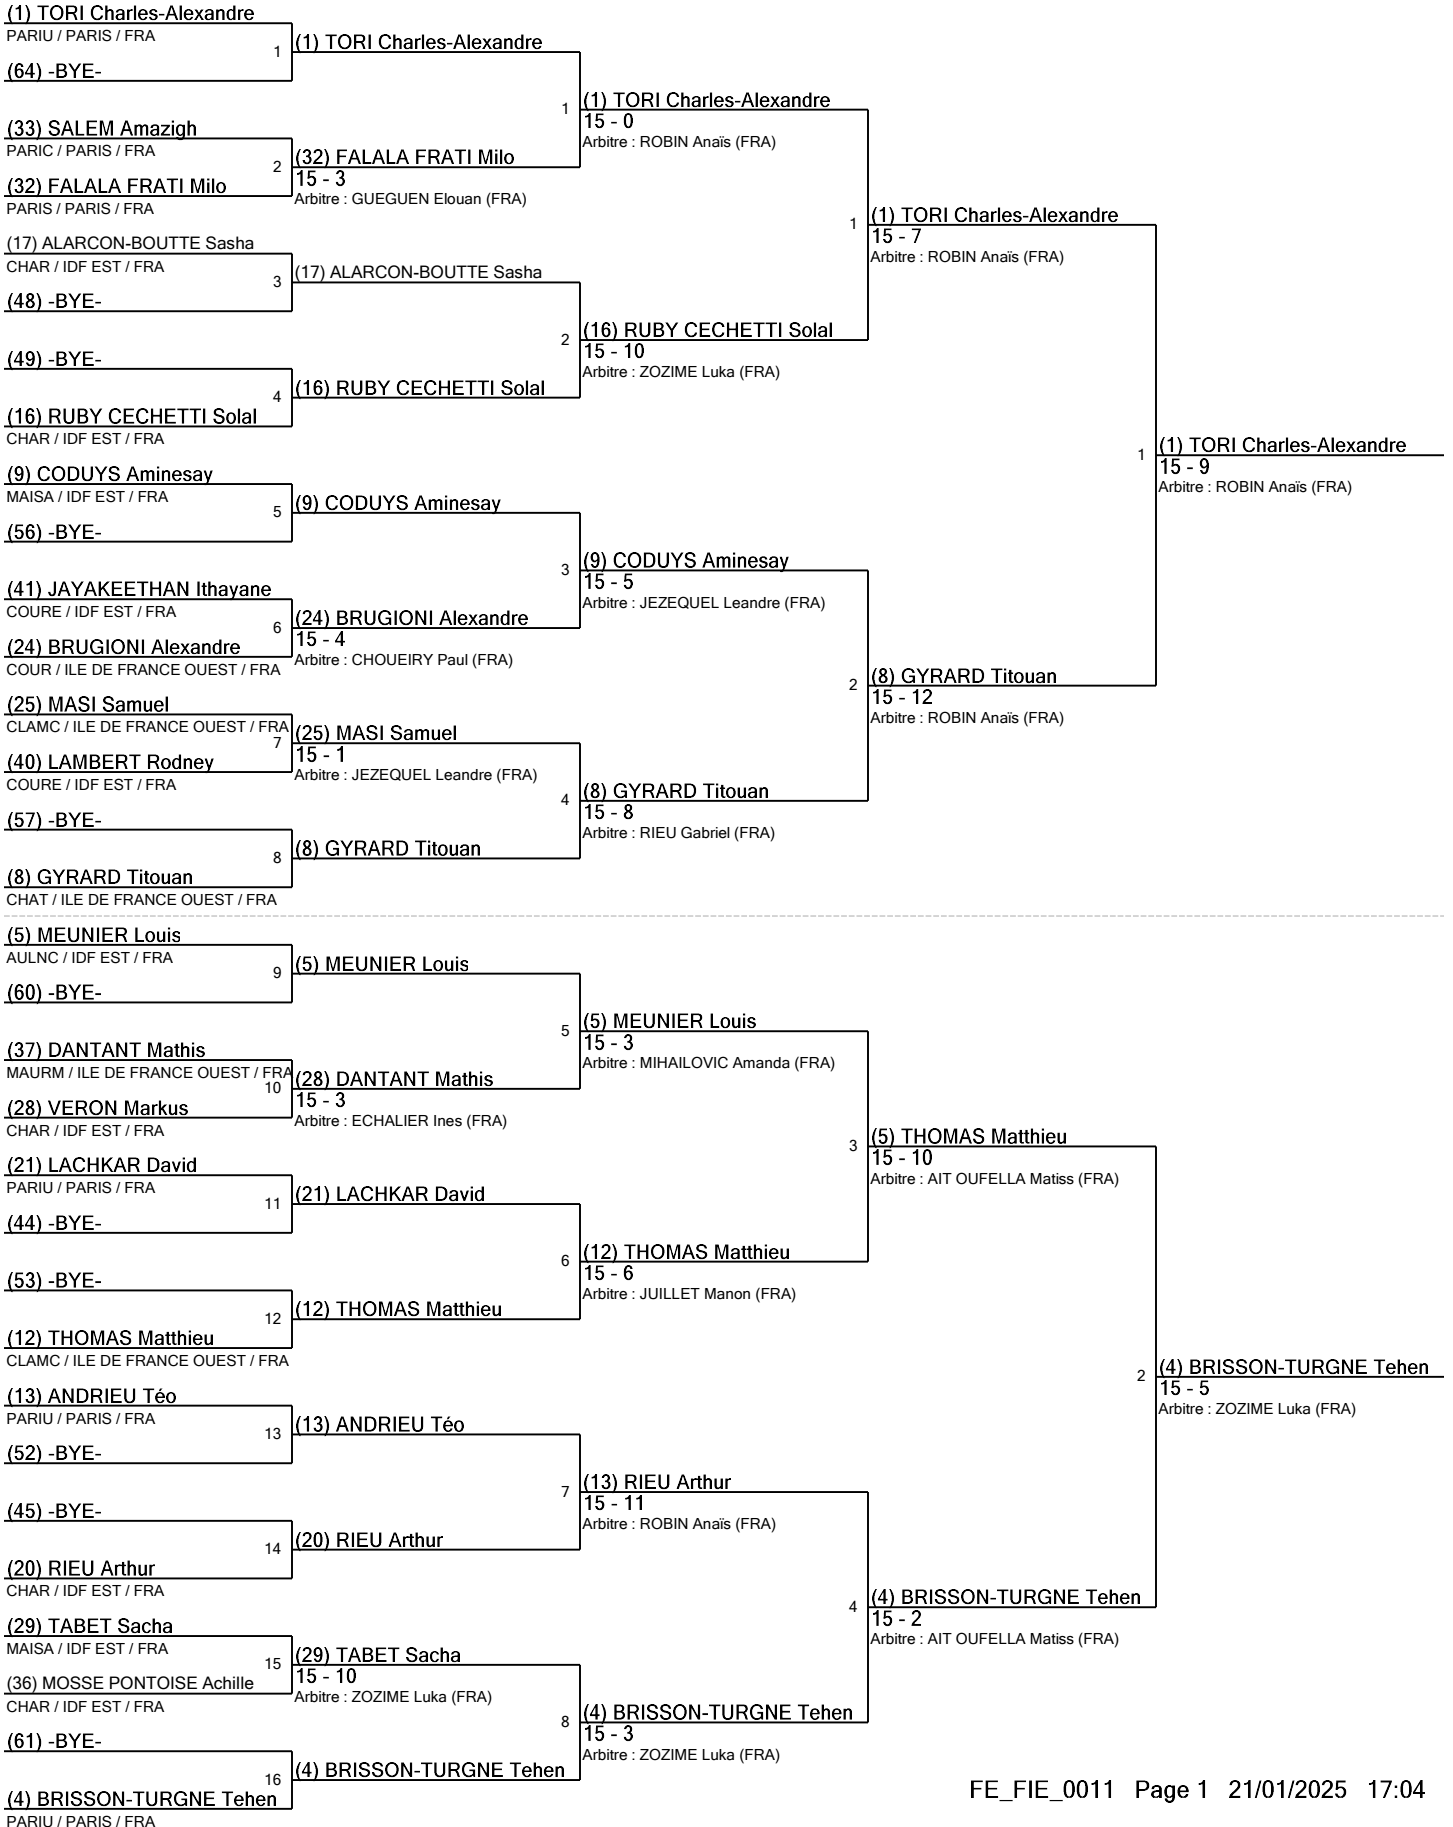 (1) TORI Charles-Alexandre
PARIU / PARIS / FRA
1
(64) -BYE-
(33) SALEM Amazigh
PARIC / PARIS / FRA
2
(32) FALALA FRATI Milo
PARIS / PARIS / FRA
(17) ALARCON-BOUTTE Sasha
CHAR / IDF EST / FRA
3
(48) -BYE-
(49) -BYE-
4
(16) RUBY CECHETTI Solal
CHAR / IDF EST / FRA
(9) CODUYS Aminesay
MAISA / IDF EST / FRA
5
(56) -BYE-
(41) JAYAKEETHAN Ithayane
COURE / IDF EST / FRA
6
(24) BRUGIONI Alexandre
COUR / ILE DE FRANCE OUEST / FRA
(25) MASI Samuel
CLAMC / ILE DE FRANCE OUEST / FRA
7
(40) LAMBERT Rodney
COURE / IDF EST / FRA
(57) -BYE-
8
(8) GYRARD Titouan
CHAT / ILE DE FRANCE OUEST / FRA
(5) MEUNIER Louis
AULNC / IDF EST / FRA
9
(60) -BYE-
(37) DANTANT Mathis
MAURM / ILE DE FRANCE OUEST / FRA
10
(28) VERON Markus
CHAR / IDF EST / FRA
(21) LACHKAR David
PARIU / PARIS / FRA
11
(44) -BYE-
(53) -BYE-
12
(12) THOMAS Matthieu
CLAMC / ILE DE FRANCE OUEST / FRA
(13) ANDRIEU Téo
PARIU / PARIS / FRA
13
(52) -BYE-
(45) -BYE-
14
(20) RIEU Arthur
CHAR / IDF EST / FRA
(29) TABET Sacha
MAISA / IDF EST / FRA
15
(36) MOSSE PONTOISE Achille
CHAR / IDF EST / FRA
(61) -BYE-
16
(4) BRISSON-TURGNE Tehen
PARIU / PARIS / FRA
(1) TORI Charles-Alexandre
1
(32) FALALA FRATI Milo
15 - 3
Arbitre : GUEGUEN Elouan (FRA)
(17) ALARCON-BOUTTE Sasha
2
(16) RUBY CECHETTI Solal
(9) CODUYS Aminesay
3
(24) BRUGIONI Alexandre
15 - 4
Arbitre : CHOUEIRY Paul (FRA)
(25) MASI Samuel
15 - 1
Arbitre : JEZEQUEL Leandre (FRA)
4
(8) GYRARD Titouan
(5) MEUNIER Louis
5
(28) DANTANT Mathis
15 - 3
Arbitre : ECHALIER Ines (FRA)
(21) LACHKAR David
6
(12) THOMAS Matthieu
(13) ANDRIEU Téo
7
(20) RIEU Arthur
(29) TABET Sacha
15 - 10
Arbitre : ZOZIME Luka (FRA)
8
(4) BRISSON-TURGNE Tehen
(1) TORI Charles-Alexandre
15 - 0
Arbitre : ROBIN Anaïs (FRA)
1
(16) RUBY CECHETTI Solal
15 - 10
Arbitre : ZOZIME Luka (FRA)
(9) CODUYS Aminesay
15 - 5
Arbitre : JEZEQUEL Leandre (FRA)
2
(8) GYRARD Titouan
15 - 8
Arbitre : RIEU Gabriel (FRA)
(5) MEUNIER Louis
15 - 3
Arbitre : MIHAILOVIC Amanda (FRA)
3
(12) THOMAS Matthieu
15 - 6
Arbitre : JUILLET Manon (FRA)
(13) RIEU Arthur
15 - 11
Arbitre : ROBIN Anaïs (FRA)
4
(4) BRISSON-TURGNE Tehen
15 - 3
Arbitre : ZOZIME Luka (FRA)
(1) TORI Charles-Alexandre
15 - 7
Arbitre : ROBIN Anaïs (FRA)
1
(8) GYRARD Titouan
15 - 12
Arbitre : ROBIN Anaïs (FRA)
(5) THOMAS Matthieu
15 - 10
Arbitre : AIT OUFELLA Matiss (FRA)
2
(4) BRISSON-TURGNE Tehen
15 - 2
Arbitre : AIT OUFELLA Matiss (FRA)
(1) TORI Charles-Alexandre
15 - 9
Arbitre : ROBIN Anaïs (FRA)
(4) BRISSON-TURGNE Tehen
15 - 5
Arbitre : ZOZIME Luka (FRA)
FE_FIE_0011 Page 1 21/01/2025 17:04